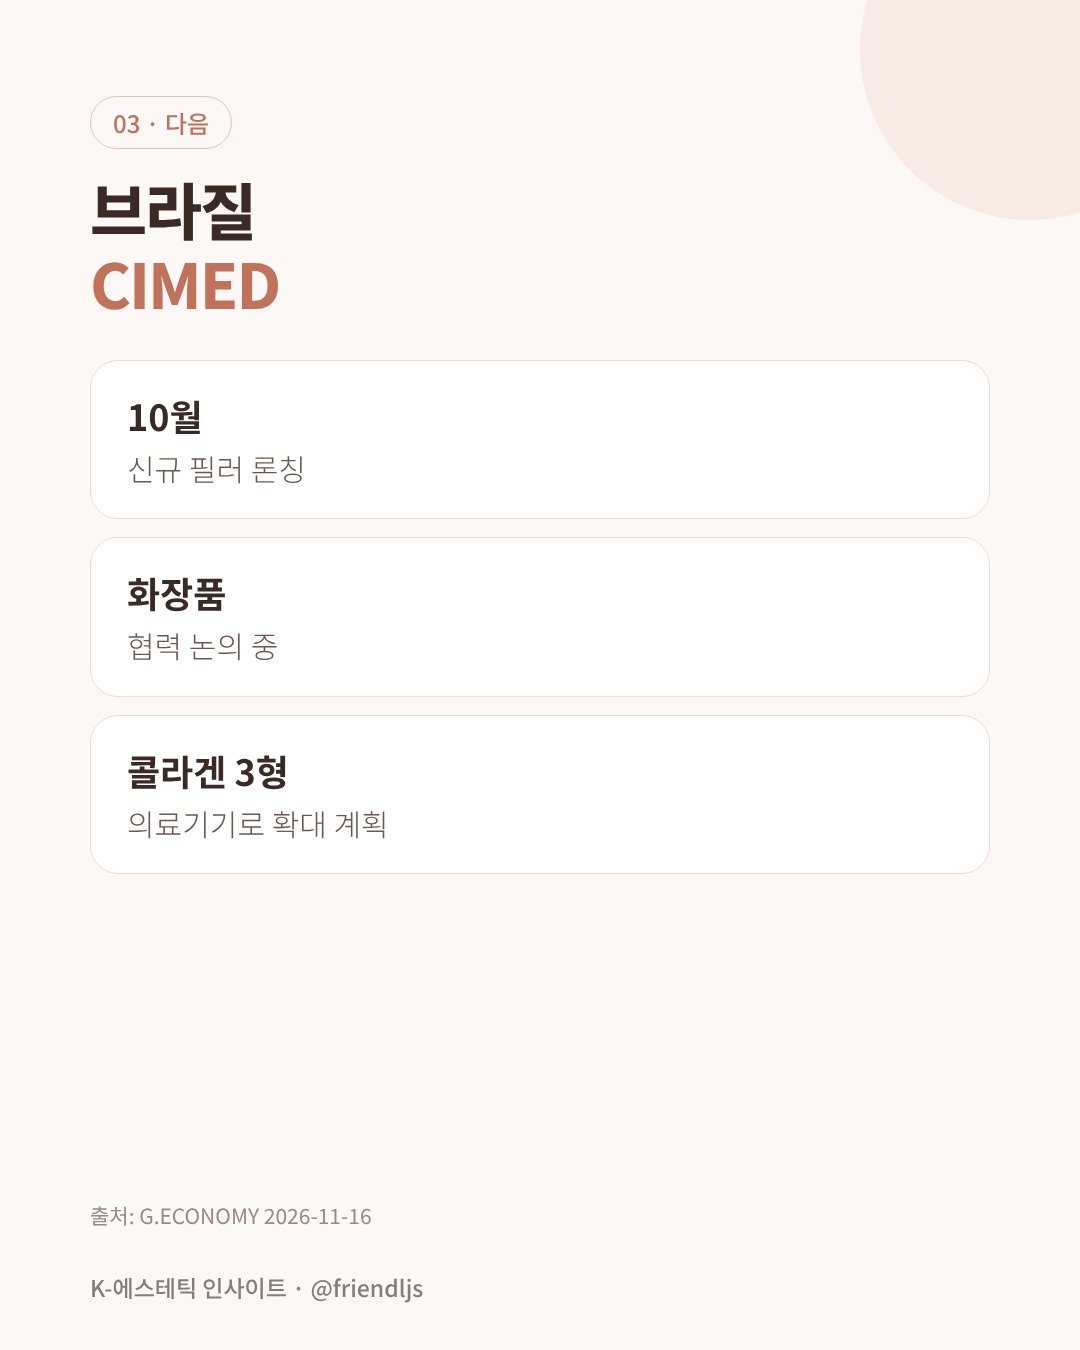 03 · 다음
브라질
CIMED
10월
신규 필러 론칭
화장품
협력 논의 중
콜라겐 3형
의료기기로 확대 계획
출처: G.ECONOMY 2026-11-16
K-에스테틱 인사이트 · @friendljs